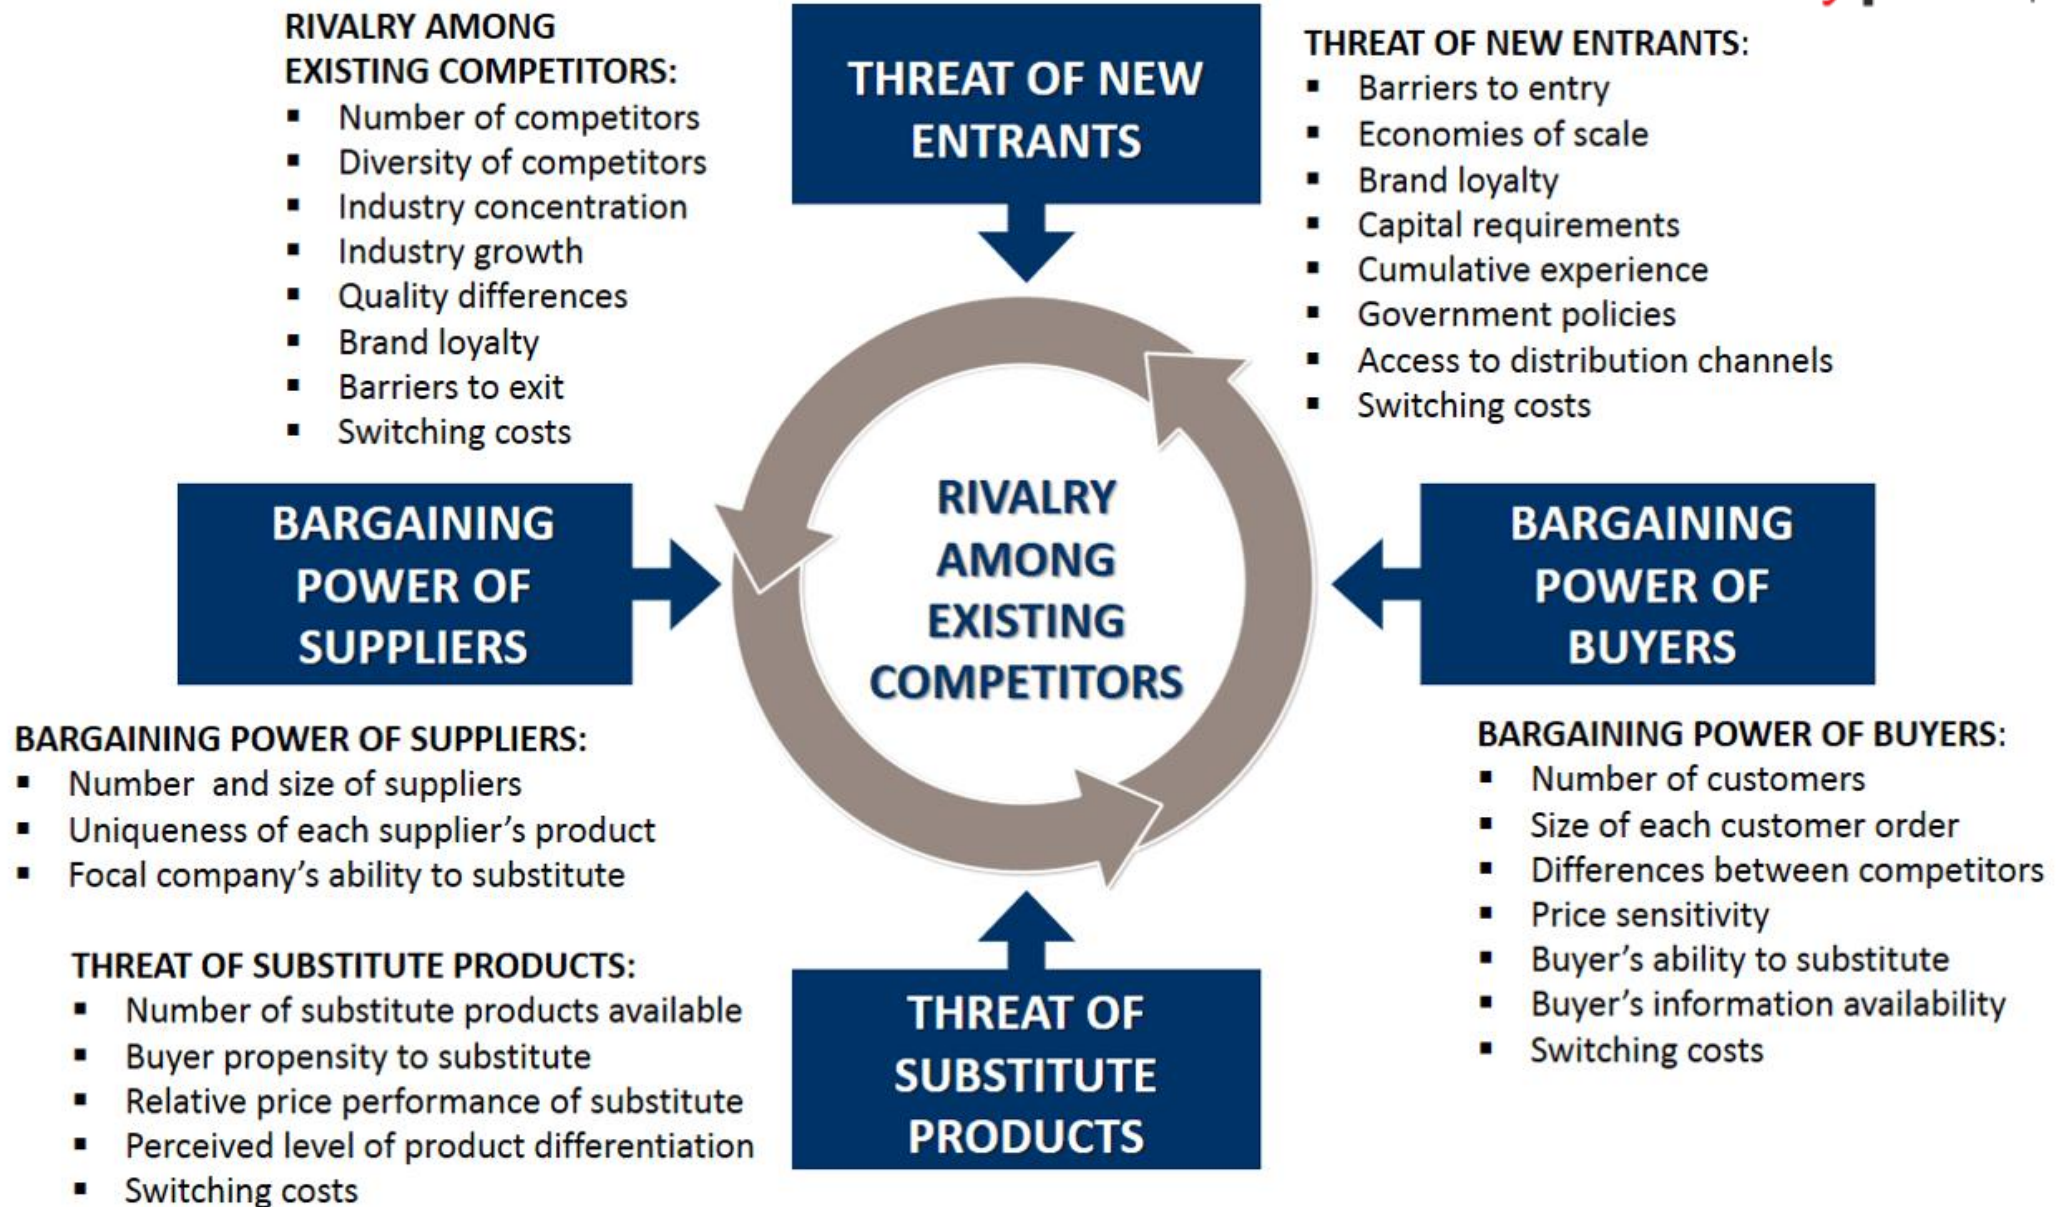 RIVALRY AMONG
EXISTING COMPETITORS:
▪ Number of competitors
▪ Diversity of competitors
▪ Industry concentration
▪ Industry growth
▪ Quality differences
▪ Brand loyalty
▪ Barriers to exit
▪ Switching costs
THREAT OF NEW
ENTRANTS
THREAT OF NEW ENTRANTS:
▪ Barriers to entry
▪ Economies of scale
▪ Brand loyalty
▪ Capital requirements
▪ Cumulative experience
▪ Government policies
▪ Access to distribution channels
▪ Switching costs
BARGAINING
POWER OF
SUPPLIERS
RIVALRY
AMONG
EXISTING
COMPETITORS
BARGAINING
POWER OF
BUYERS
BARGAINING POWER OF SUPPLIERS:
▪ Number and size of suppliers
▪ Uniqueness of each supplier’s product
▪ Focal company’s ability to substitute
THREAT OF SUBSTITUTE PRODUCTS:
▪ Number of substitute products available
▪ Buyer propensity to substitute
▪ Relative price performance of substitute
▪ Perceived level of product differentiation
▪ Switching costs
THREAT OF
SUBSTITUTE
PRODUCTS
BARGAINING POWER OF BUYERS:
▪ Number of customers
▪ Size of each customer order
▪ Differences between competitors
▪ Price sensitivity
▪ Buyer’s ability to substitute
▪ Buyer’s information availability
▪ Switching costs